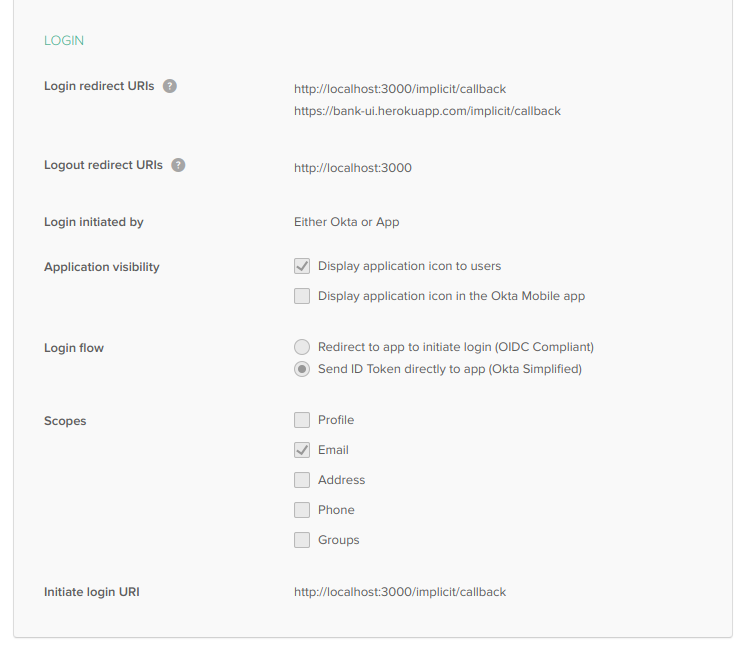 LOGIN
Login redirect URIs ?
http://localhost:3000/implicit/callback
https://bank-ui.herokuapp.com/implicit/callback
Logout redirect URIs ?
http://localhost:3000
Login initiated by
Either Okta or App
Application visibility
Display application icon to users
Display application icon in the Okta Mobile app
Login flow
Redirect to app to initiate login (OIDC Compliant)
Send ID Token directly to app (Okta Simplified)
Scopes
Profile
Email
Address
Phone
Groups
Initiate login URI
http://localhost:3000/implicit/callback